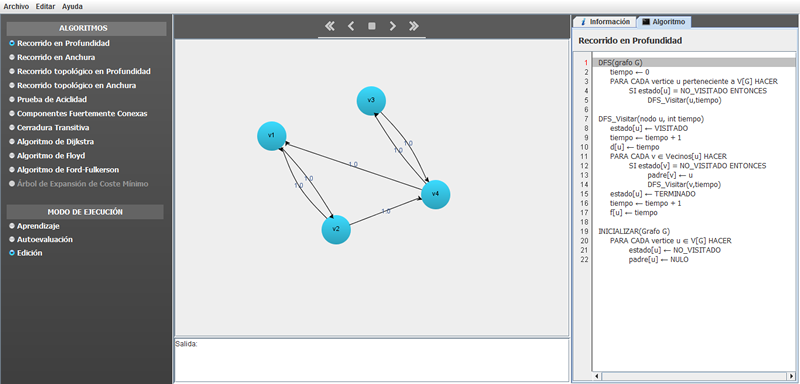 Archivo Editar Ayuda
ALGORITMOS
Recorrido en Profundidad
Recorrido en Anchura
Recorrido topológico en Profundidad
Recorrido topológico en Anchura
Prueba de Aciclidad
Componentes Fuertemente Conexas
Cerradura Transitiva
Algoritmo de Dijkstra
Algoritmo de Floyd
Algoritmo de Ford-Fulkerson
Árbol de Expansión de Coste Mínimo
MODO DE EJECUCIÓN
Aprendizaje
Autoevaluación
Edición
v3
v1
1.0
1.0
1.0
1.0
1.0
v4
1.0
v2
Salida:
Información Algoritmo
Recorrido en Profundidad
1 DFS(grafo G)
2 tiempo ← 0
3 PARA CADA vertice u perteneciente a V[G] HACER
4 SI estado[u] = NO_VISITADO ENTONCES
5 DFS_Visitar(u,tiempo)
6
7 DFS_Visitar(nodo u, int tiempo)
8 estado[u] ← VISITADO
9 tiempo ← tiempo + 1
10 d[u] ← tiempo
11 PARA CADA v ∈ Vecinos[u] HACER
12 SI estado[v] = NO_VISITADO ENTONCES
13 padre[v] ← u
14 DFS_Visitar(v,tiempo)
15 estado[u] ← TERMINADO
16 tiempo ← tiempo + 1
17 f[u] ← tiempo
18
19 INICIALIZAR(Grafo G)
20 PARA CADA vertice u ∈ V[G] HACER
21 estado[u] ← NO_VISITADO
22 padre[u] ← NULO